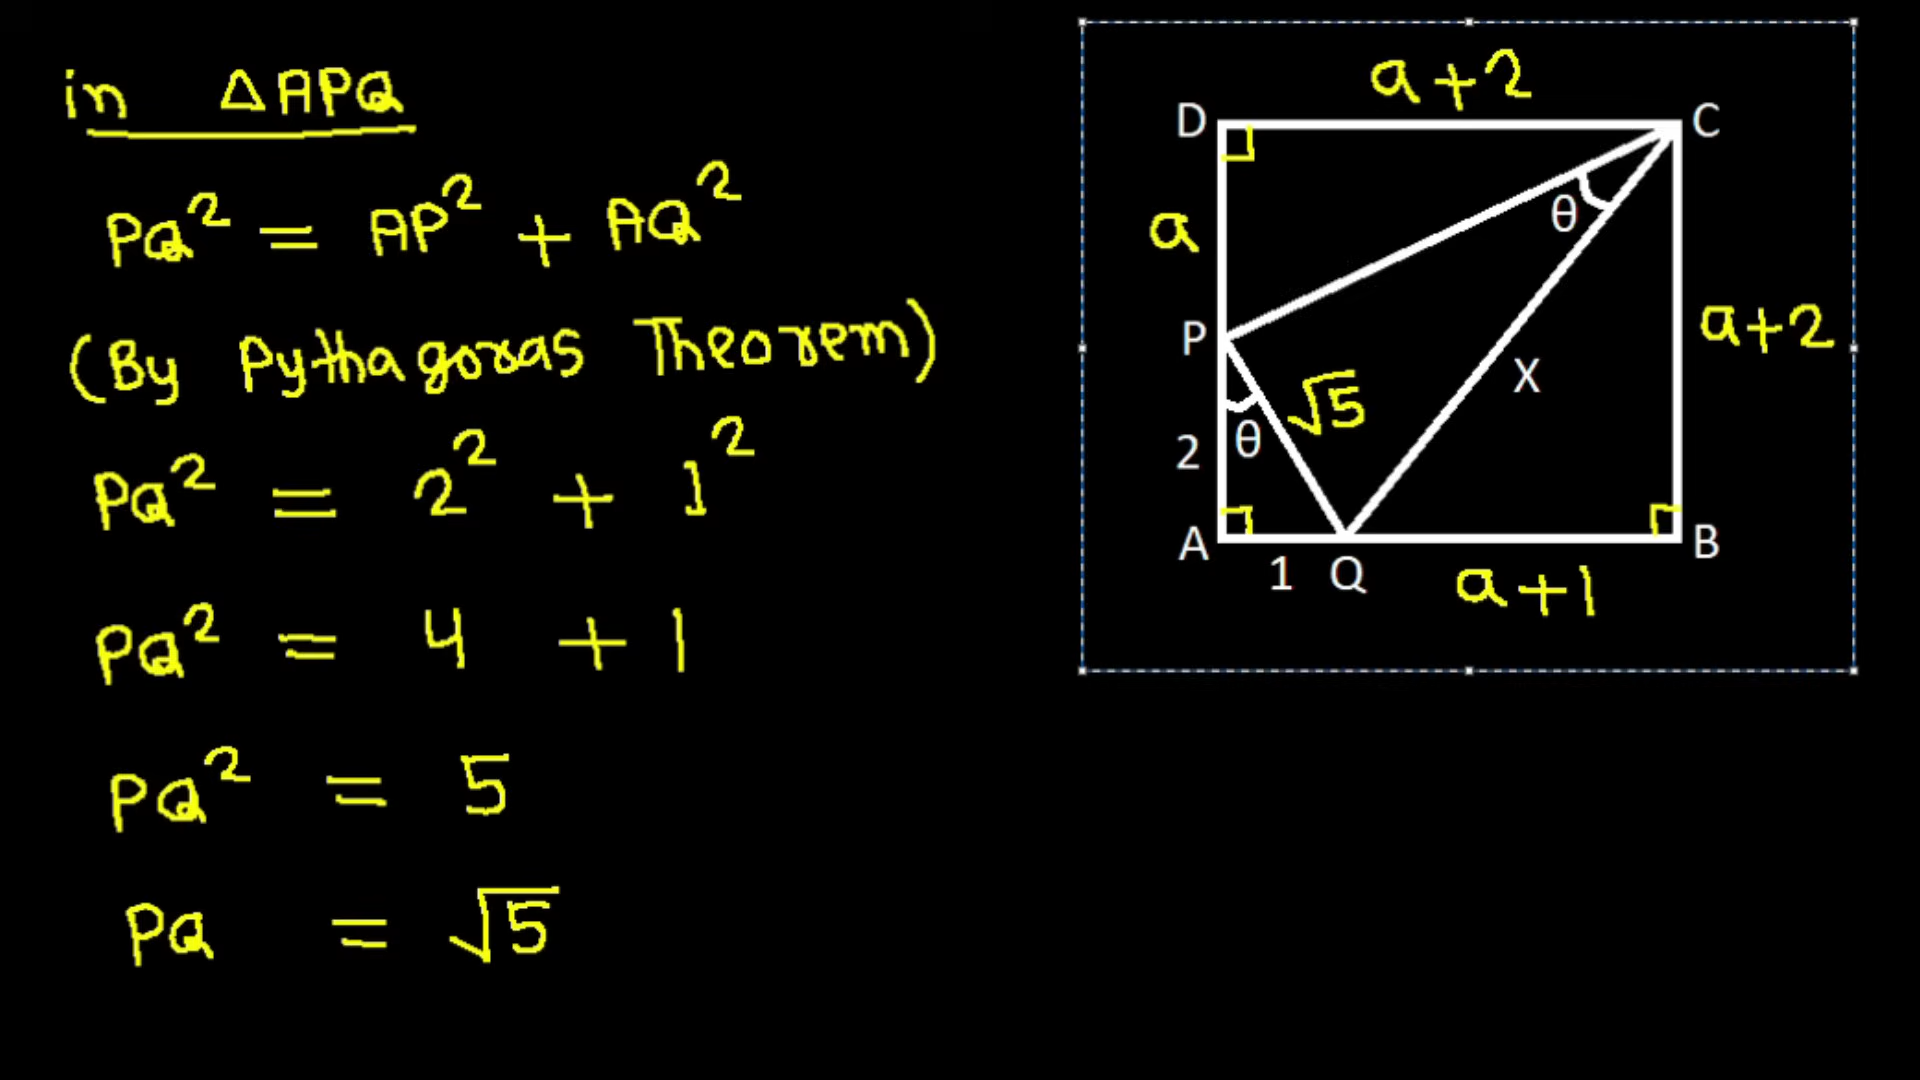 in △APQ
PQ² = AP² + AQ²
(By Pythagoras Theorem)
PQ² = 2² + 1²
PQ² = 4 + 1
PQ² = 5
PQ = √5
a+2
D
C
a
θ
P
a+2
√5
X
2
θ
A
B
1
Q
a+1